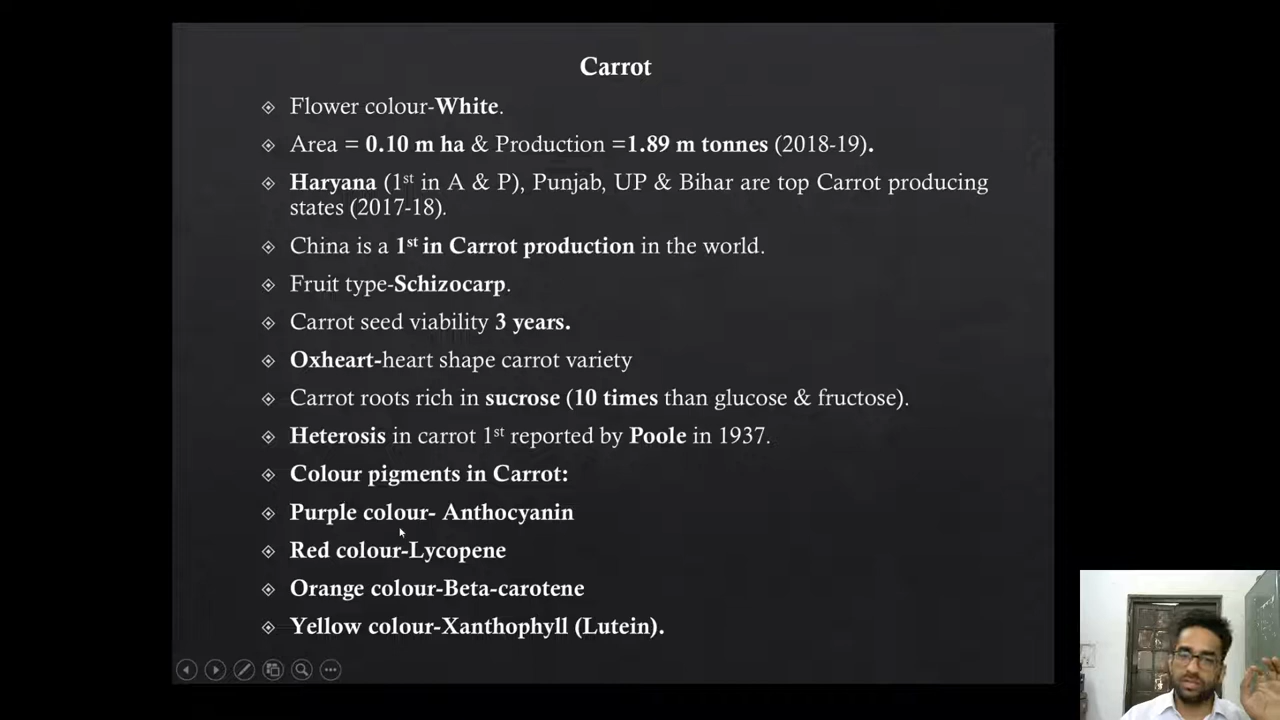 Carrot
Flower colour-White.
Area = 0.10 m ha & Production =1.89 m tonnes (2018-19).
Haryana (1st in A & P), Punjab, UP & Bihar are top Carrot producing
states (2017-18).
China is a 1st in Carrot production in the world.
Fruit type-Schizocarp.
Carrot seed viability 3 years.
Oxheart-heart shape carrot variety
Carrot roots rich in sucrose (10 times than glucose & fructose).
Heterosis in carrot 1st reported by Poole in 1937.
Colour pigments in Carrot:
Purple colour- Anthocyanin
Red colour-Lycopene
Orange colour-Beta-carotene
Yellow colour-Xanthophyll (Lutein).